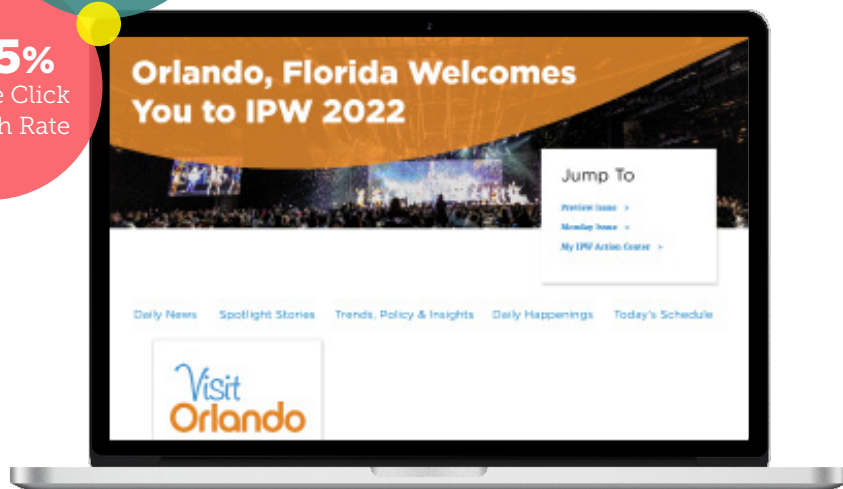 5%
e Click
h Rate
Orlando, Florida Welcomes
You to IPW 2022
Jump To
Preview Issue >
Monday Issue >
My IPW Action Center >
Daily News Spotlight Stories Trends, Policy & Insights Daily Happenings Today's Schedule
Visit
Orlando